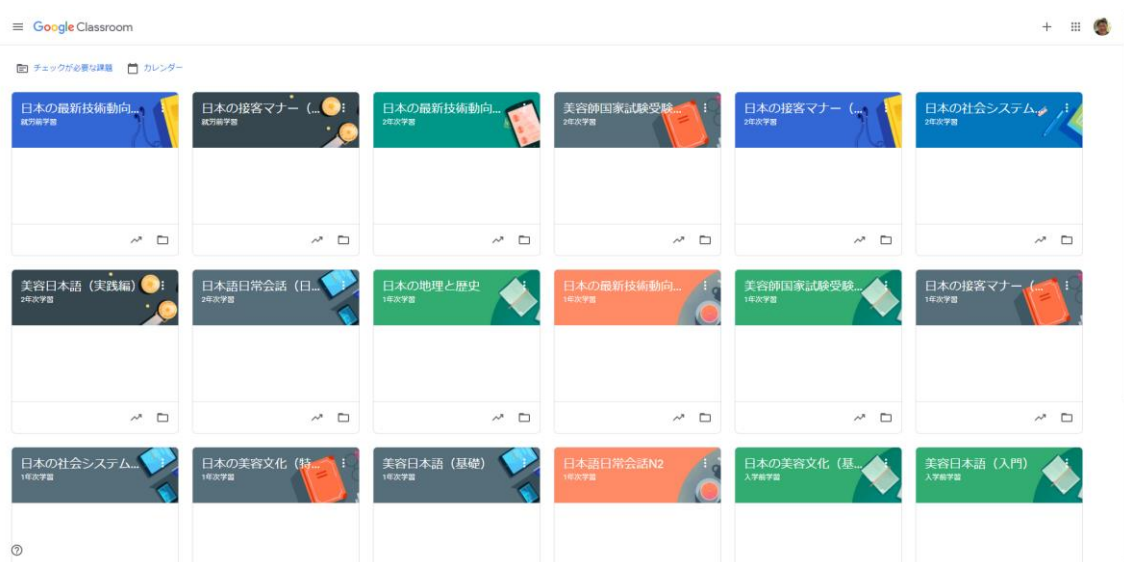 Google Classroom
チェックが必要な課題 カレンダー
日本の最新技術動向...
就労前学習
日本の接客マナー（...
就労前学習
日本の最新技術動向...
2年次学習
美容師国家試験受験...
2年次学習
日本の接客マナー（...
2年次学習
日本の社会システム...
2年次学習
美容日本語（実践編）
2年次学習
日本語日常会話（日...
2年次学習
日本の地理と歴史
1年次学習
日本の最新技術動向...
1年次学習
美容師国家試験受験...
1年次学習
日本の接客マナー（...
1年次学習
日本の社会システム...
1年次学習
日本の美容文化（特...
1年次学習
美容日本語（基礎）
1年次学習
日本語日常会話N2
1年次学習
日本の美容文化（基...
入学前学習
美容日本語（入門）
入学前学習